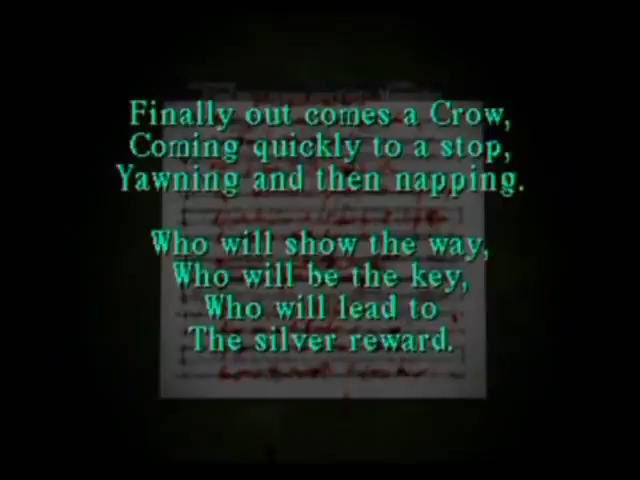 Finally out comes a Crow,
Coming quickly to a stop,
Yawning and then napping.
Who will show the way,
Who will be the key,
Who will lead to
The silver reward.